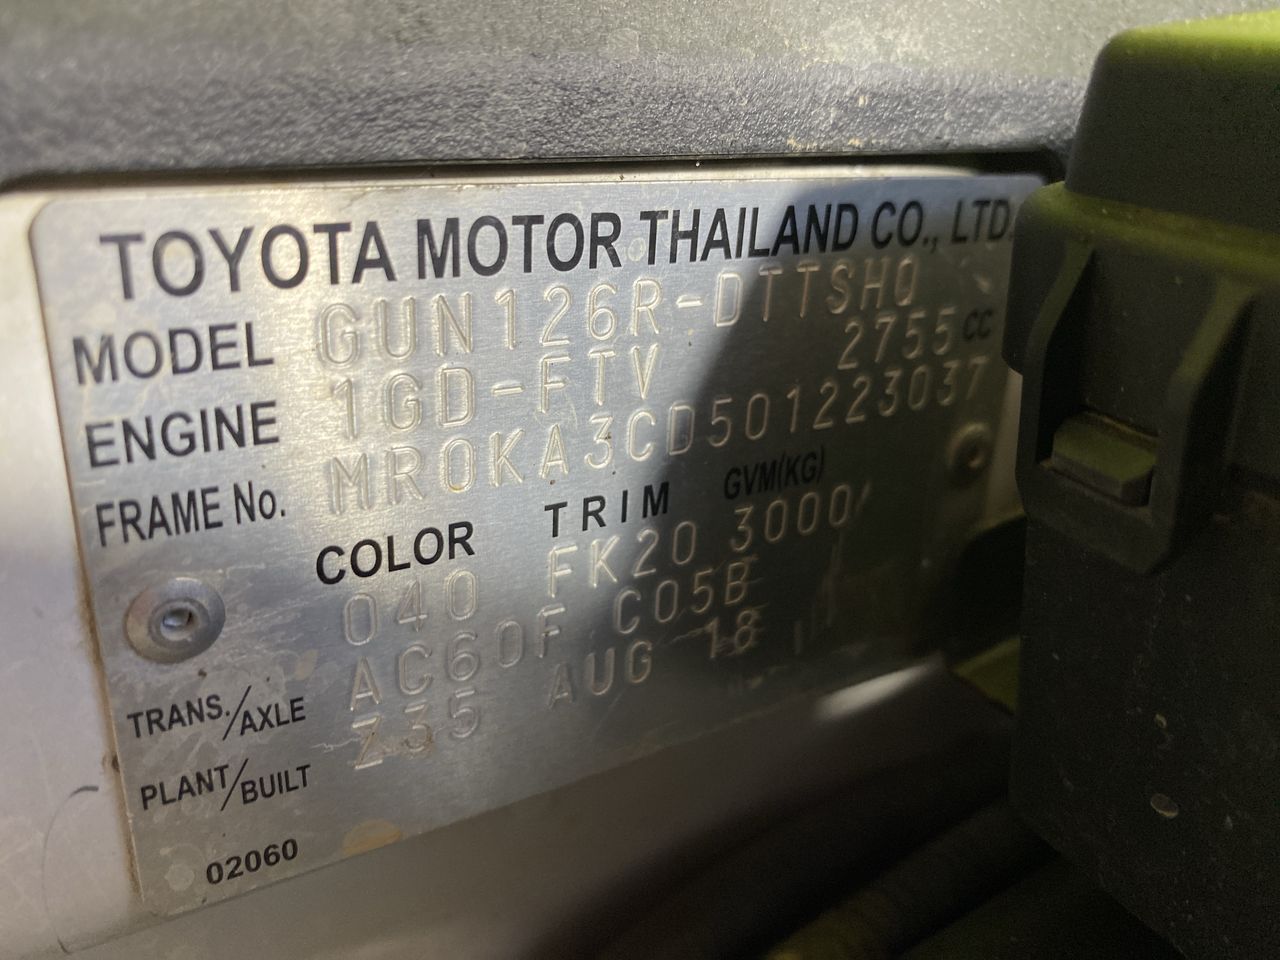 TOYOTA MOTOR THAILAND CO., LTD.
MODEL GUN126R-DTTSHQ
ENGINE 1GD-FTV 2755 CC
FRAME No. MR0KA3CD501223037
COLOR TRIM GVM(KG)
040 FK20 3000
TRANS./AXLE AC60F C05B
PLANT/BUILT Z35 AUG 18
02060